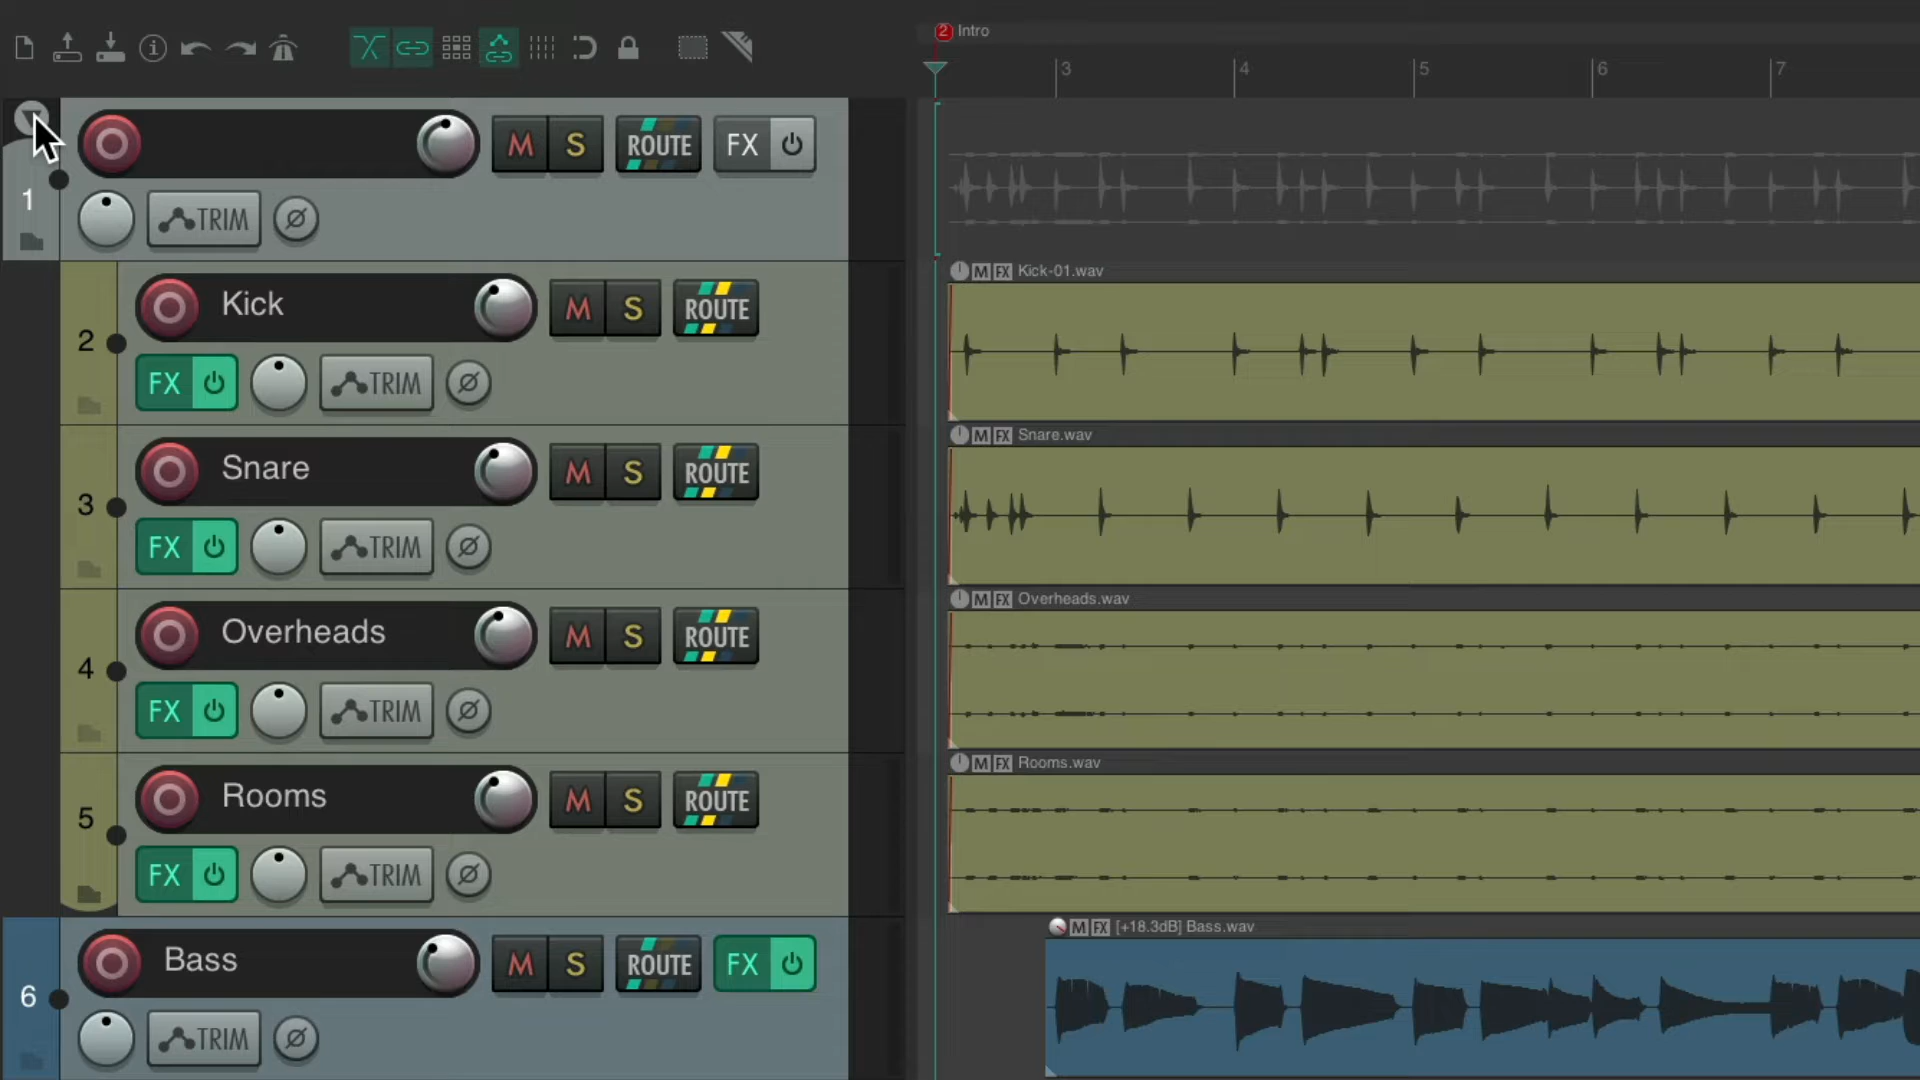 2 Intro
3 4 5 6 7
M S ROUTE FX
1
TRIM
Kick-01.wav
M FX
2 Kick M S ROUTE
FX TRIM
M FX Snare.wav
3 Snare M S ROUTE
FX TRIM
M FX Overheads.wav
4 Overheads M S ROUTE
FX TRIM
M FX Rooms.wav
5 Rooms M S ROUTE
FX TRIM
M FX [+18.3dB] Bass.wav
6 Bass M S ROUTE FX
TRIM